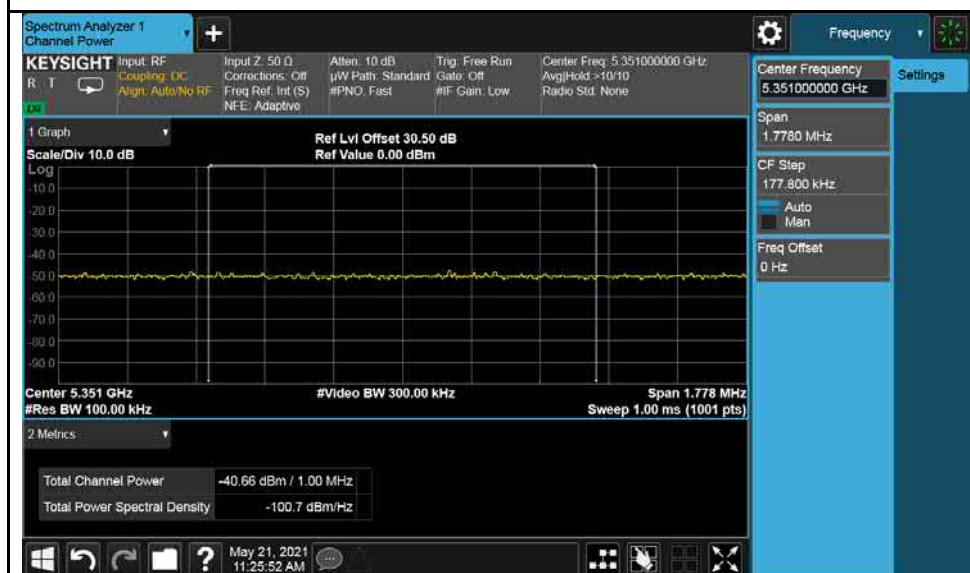 Spectrum Analyzer 1
Channel Power
+
Frequency
KEYSIGHT
R T
LXI
Input: RF
Coupling: DC
Align: Auto/No RF
Input Z: 50 Ω
Corrections: Off
Freq Ref: Int (S)
NFE: Adaptive
Atten: 10 dB
µW Path: Standard
#PNO: Fast
Trig: Free Run
Gate: Off
#IF Gain: Low
Center Freq: 5.351000000 GHz
Avg|Hold: >10/10
Radio Std: None
Center Frequency
5.351000000 GHz
Settings
Span
1.7780 MHz
CF Step
177.800 kHz
Auto
Man
Freq Offset
0 Hz
1 Graph
Scale/Div 10.0 dB
Ref Lvl Offset 30.50 dB
Ref Value 0.00 dBm
Log
-10.0
-20.0
-30.0
-40.0
-50.0
-60.0
-70.0
-80.0
-90.0
Center 5.351 GHz
#Video BW 300.00 kHz
Span 1.778 MHz
#Res BW 100.00 kHz
Sweep 1.00 ms (1001 pts)
2 Metrics
Total Channel Power -40.66 dBm / 1.00 MHz
Total Power Spectral Density -100.7 dBm/Hz
?
May 21, 2021
11:25:52 AM